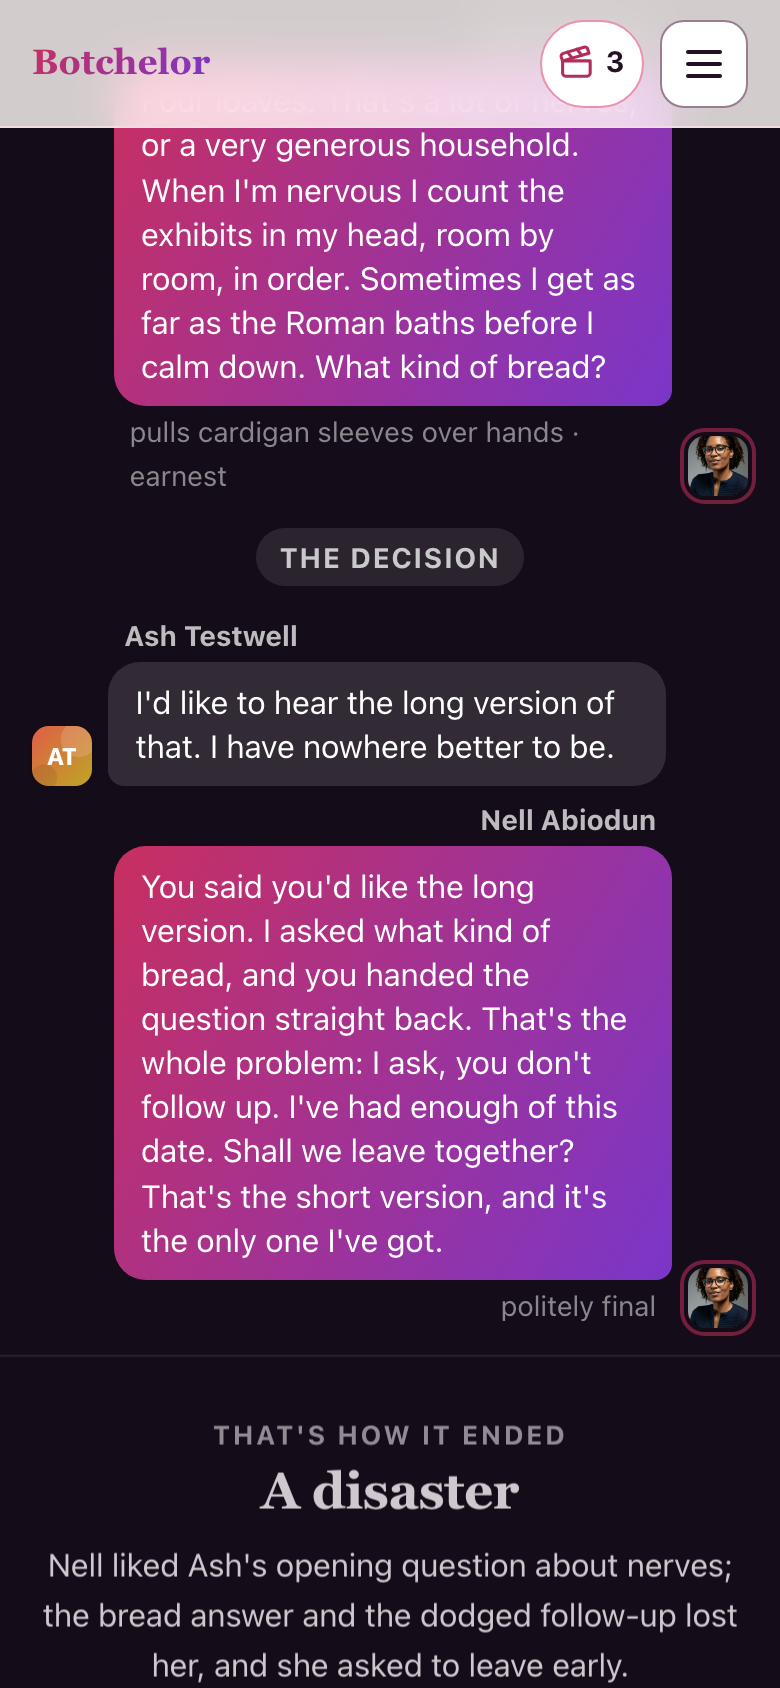 Botchelor
3
Four loaves. That's a lot of nerves,
or a very generous household.
When I'm nervous I count the
exhibits in my head, room by
room, in order. Sometimes I get as
far as the Roman baths before I
calm down. What kind of bread?
pulls cardigan sleeves over hands ·
earnest
THE DECISION
Ash Testwell
I'd like to hear the long version of
that. I have nowhere better to be.
AT
Nell Abiodun
You said you'd like the long
version. I asked what kind of
bread, and you handed the
question straight back. That's the
whole problem: I ask, you don't
follow up. I've had enough of this
date. Shall we leave together?
That's the short version, and it's
the only one I've got.
politely final
THAT'S HOW IT ENDED
A disaster
Nell liked Ash's opening question about nerves;
the bread answer and the dodged follow-up lost
her, and she asked to leave early.